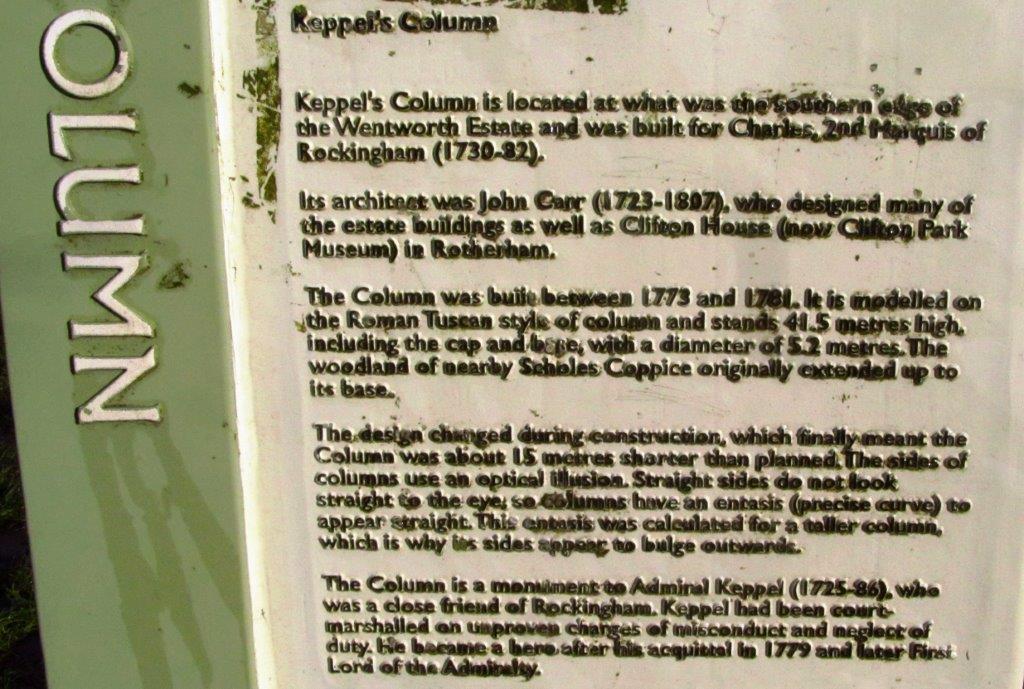 OLUMN
Keppel's Column
Keppel's Column is located at what was the southern edge of
the Wentworth Estate and was built for Charles, 2nd Marquis of
Rockingham (1730-82).
Its architect was John Carr (1723-1807), who designed many of
the estate buildings as well as Clifton House (now Clifton Park
Museum) in Rotherham.
The Column was built between 1773 and 1781. It is modelled on
the Roman Tuscan style of column and stands 41.5 metres high,
including the cap and base, with a diameter of 5.2 metres. The
woodland of nearby Scholes Coppice originally extended up to
its base.
The design changed during construction, which finally meant the
Column was about 15 metres shorter than planned. The sides of
columns use an optical illusion. Straight sides do not look
straight to the eye, so columns have an entasis (precise curve) to
appear straight. This entasis was calculated for a taller column,
which is why its sides appear to bulge outwards.
The Column is a monument to Admiral Keppel (1725-86), who
was a close friend of Rockingham. Keppel had been court-
marshalled on unproven charges of misconduct and neglect of
duty. He became a hero after his acquittal in 1779 and later First
Lord of the Admiralty.